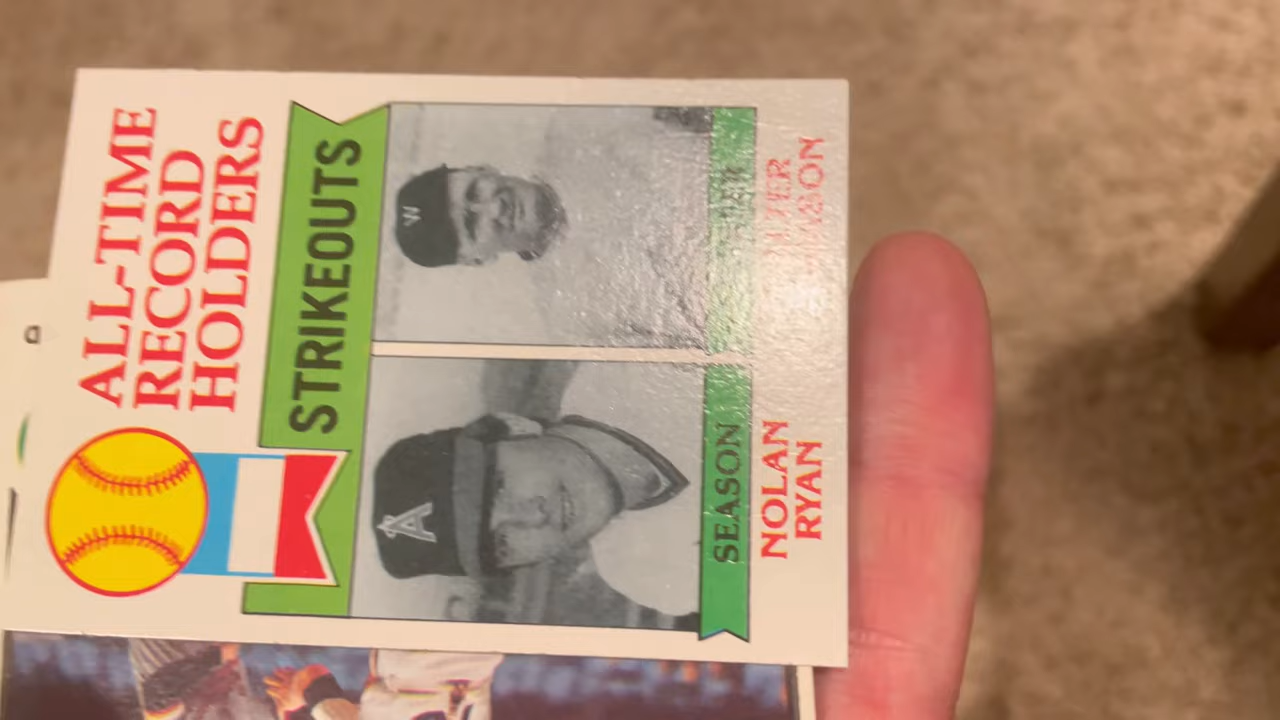 ALL-TIME
RECORD
HOLDERS
STRIKEOUTS
A
W
SEASON
NOLAN
RYAN